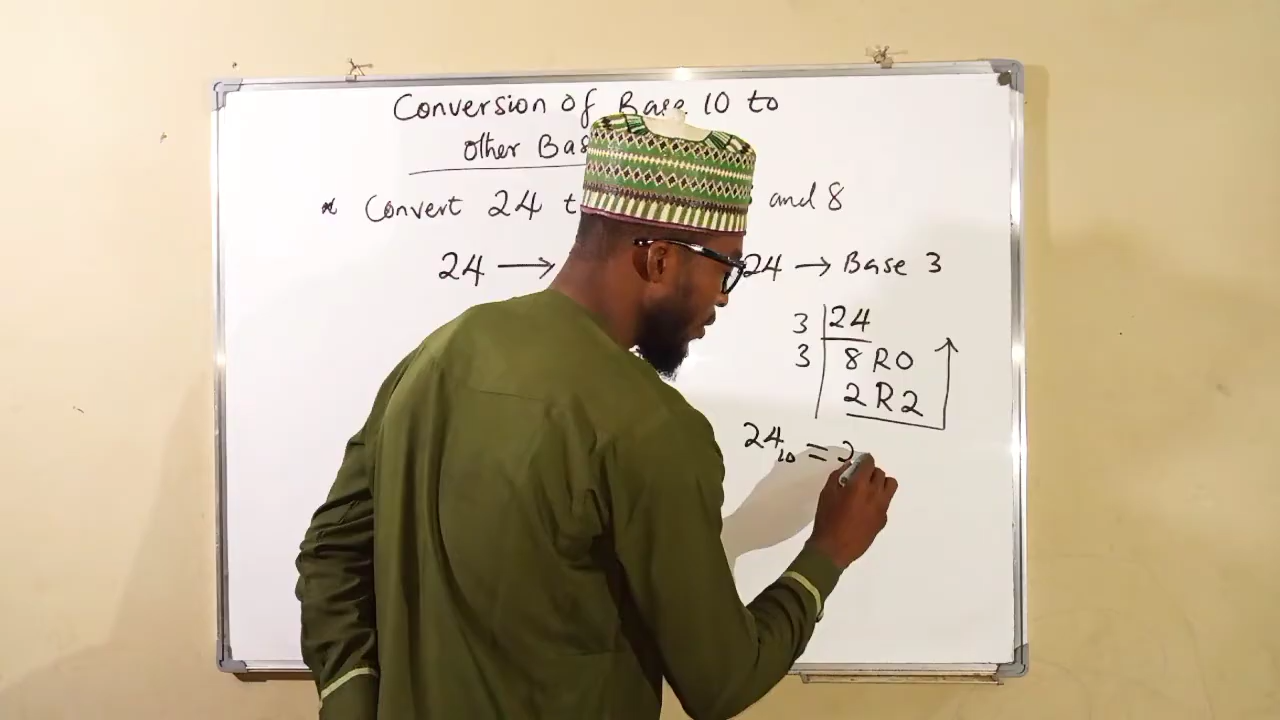 Conversion of Base 10 to
other Bas
* Convert 24 t and 8
24 →
24 → Base 3
3 24
3 8 R0
2 R2
24₁₀ = 2